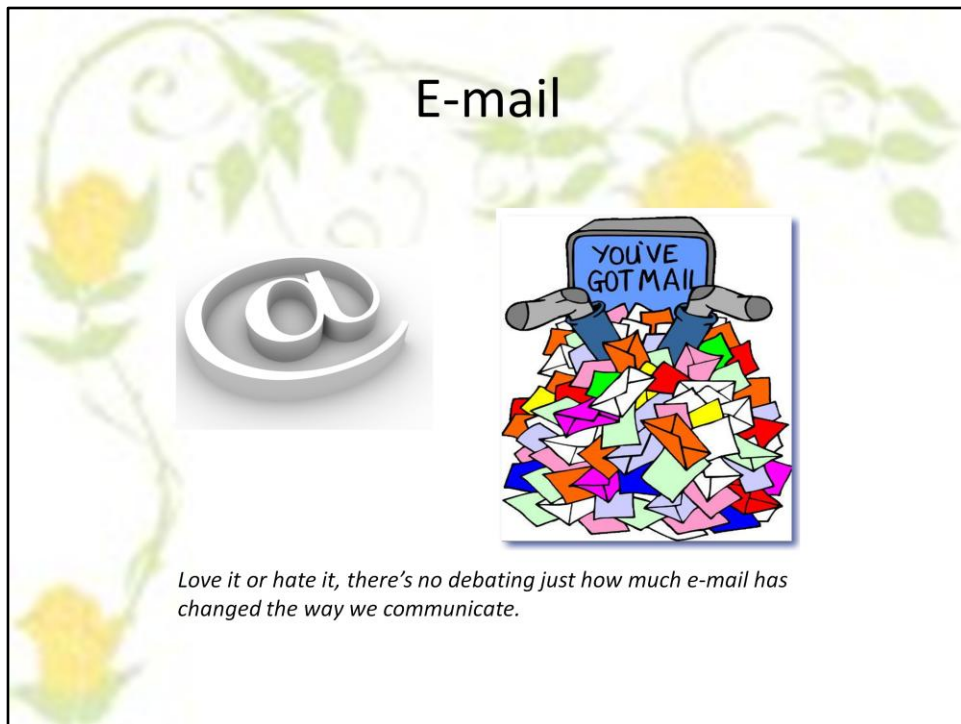 E-mail
@
YOU'VE
GOT MAIL
Love it or hate it, there’s no debating just how much e-mail has
changed the way we communicate.